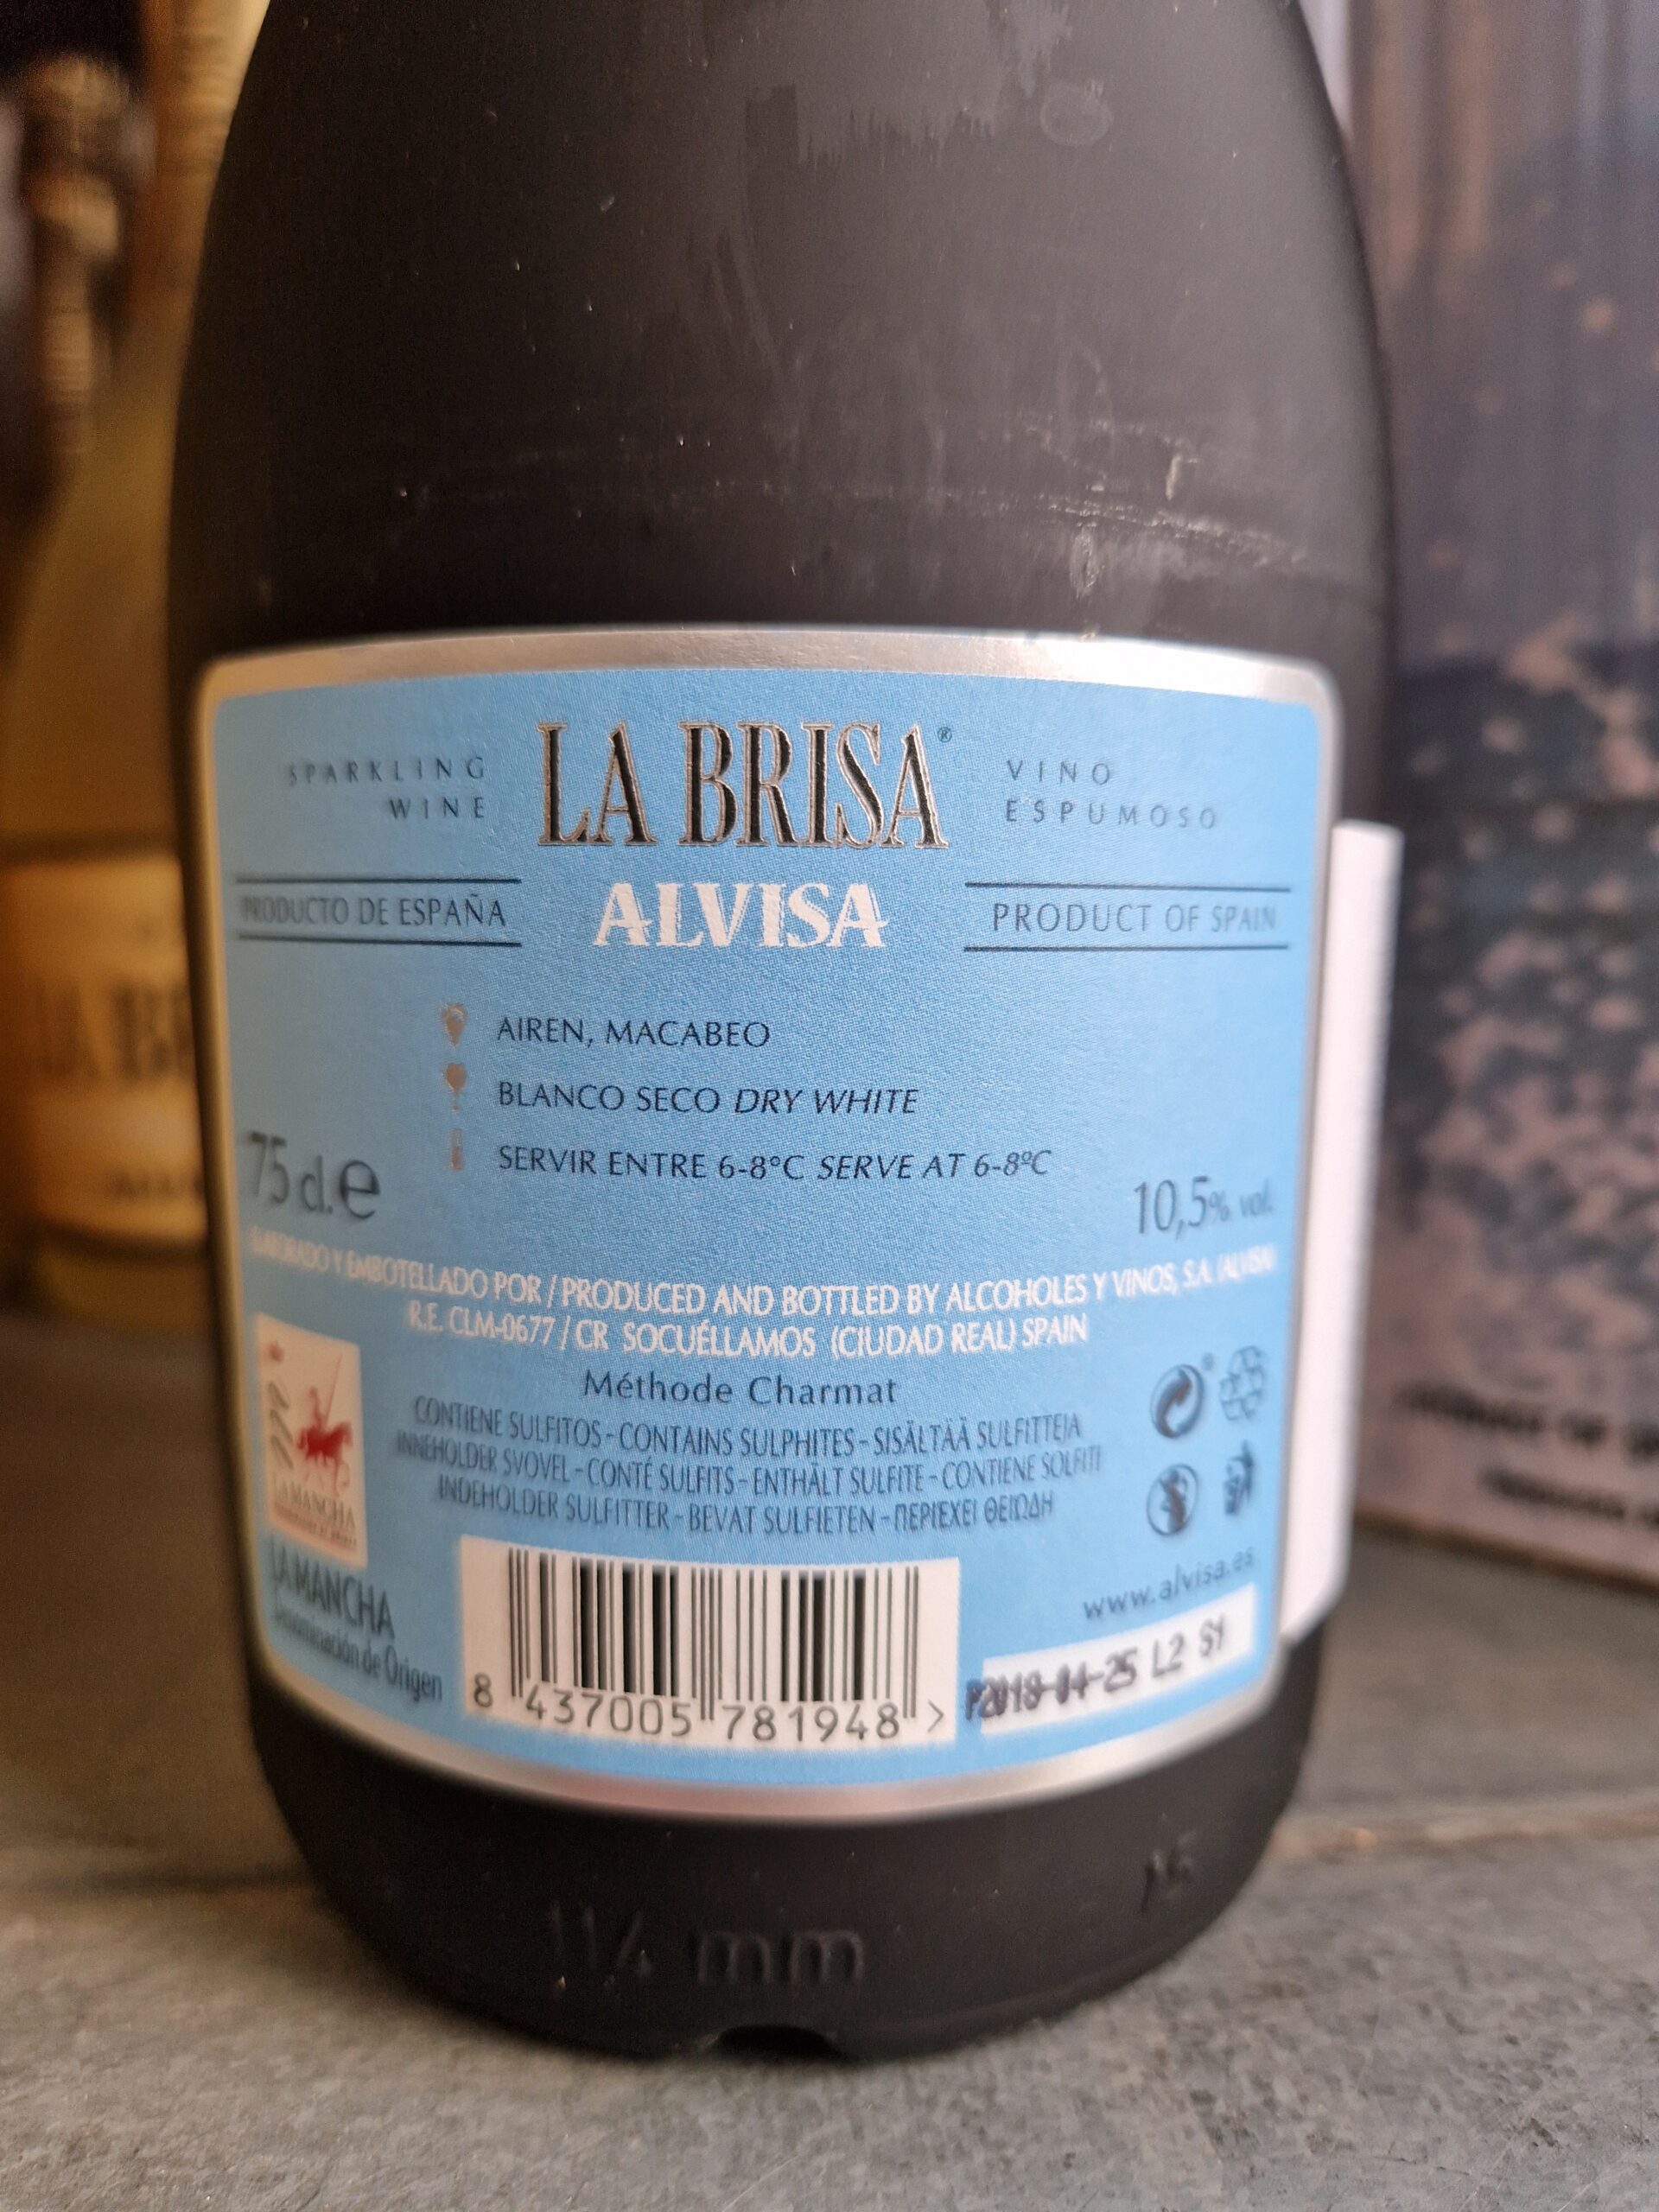 SPARKLING
WINE
LA BRISA®
VINO
ESPUMOSO
PRODUCTO DE ESPAÑA
ALVISA
PRODUCT OF SPAIN
AIREN, MACABEO
BLANCO SECO DRY WHITE
SERVIR ENTRE 6-8°C SERVE AT 6-8ºC
75 cl. e
10,5% vol.
ELABORADO Y EMBOTELLADO POR / PRODUCED AND BOTTLED BY ALCOHOLES Y VINOS, S.A. (ALVISA)
R.E. CLM-0677 / CR SOCUÉLLAMOS (CIUDAD REAL) SPAIN
Méthode Charmat
CONTIENE SULFITOS - CONTAINS SULPHITES - SISÄLTÄÄ SULFITTEJA
INNEHOLDER SVOVEL - CONTÉ SULFITS - ENTHÄLT SULFITE - CONTIENE SOLFITI
INDEHOLDER SULFITTER - BEVAT SULFIETEN - ΠΕΡΙΕΧΕΙ ΘΕΙΩΔΗ
LA MANCHA
LA MANCHA
Denominación de Origen
www.alvisa.es
8 437005 781948 >
04-25 L2 S1
114 mm